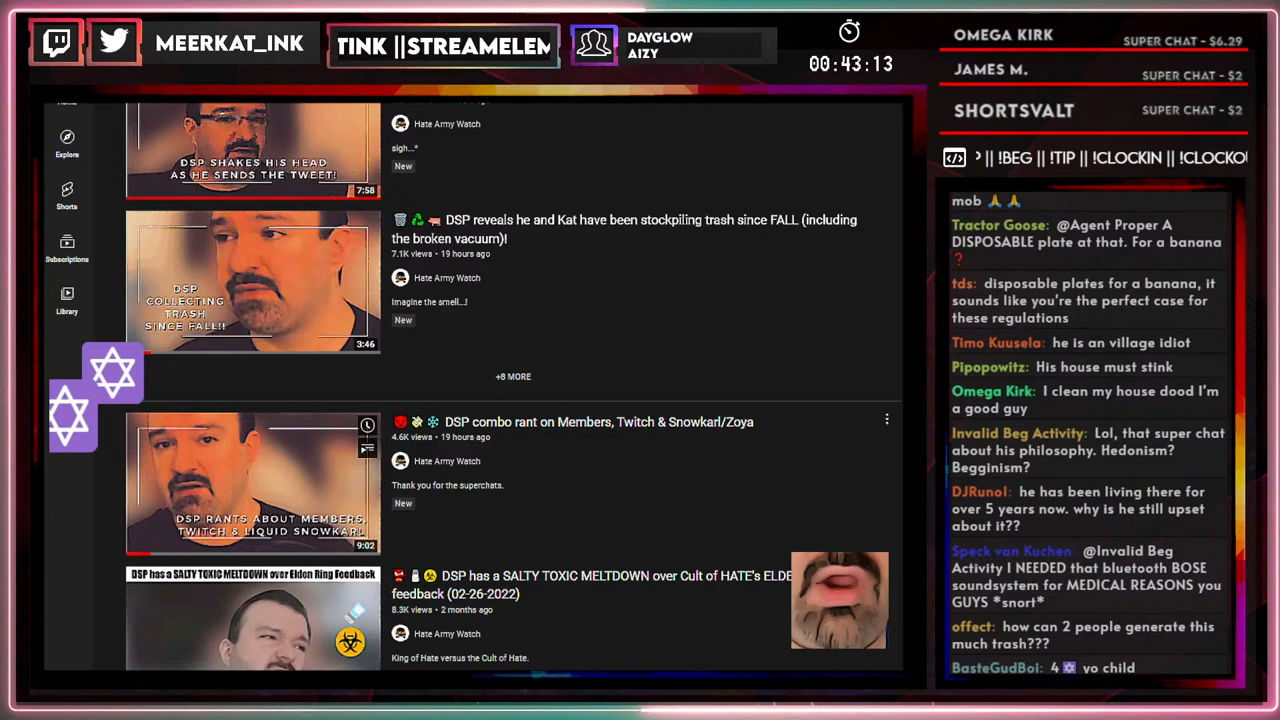 MEERKAT_INK
TINK ||STREAMELEM
DAYGLOW
AIZY
00:43:13
OMEGA KIRK
SUPER CHAT - $6.29
JAMES M.
SUPER CHAT - $2
SHORTSVALT
SUPER CHAT - $2
|| !BEG || !TIP || !CLOCKIN || !CLOCKO
Explore
Shorts
Subscriptions
Library
DSP SHAKES HIS HEAD
AS HE SENDS THE TWEET!
7:58
Hate Army Watch
sigh...*
New
DSP
COLLECTING
TRASH
SINCE FALL!!
3:46
🗑️♻️🐖 DSP reveals he and Kat have been stockpiling trash since FALL (including
the broken vacuum)!
7.1K views • 19 hours ago
Hate Army Watch
Imagine the smell...!
New
+8 MORE
DSP RANTS ABOUT MEMBERS,
TWITCH & LIQUID SNOWKARL!
9:02
DSP combo rant on Members, Twitch & Snowkarl/Zoya
4.6K views • 19 hours ago
Hate Army Watch
Thank you for the superchats.
New
DSP has a SALTY TOXIC MELTDOWN over Elden Ring Feedback
DSP has a SALTY TOXIC MELTDOWN over Cult of HATE's ELDE
feedback (02-26-2022)
8.3K views • 2 months ago
Hate Army Watch
King of Hate versus the Cult of Hate.
mob 🙏 🙏
Tractor Goose: @Agent Proper A
DISPOSABLE plate at that. For a banana
❓
tds: disposable plates for a banana, it
sounds like you're the perfect case for
these regulations
Timo Kuusela: he is an village idiot
Pipopowitz: His house must stink
Omega Kirk: I clean my house dood I'm
a good guy
Invalid Beg Activity: Lol, that super chat
about his philosophy. Hedonism?
Begginism?
DJRunol: he has been living there for
over 5 years now. why is he still upset
about it??
Speck van Kuchen: @Invalid Beg
Activity I NEEDED that bluetooth BOSE
soundsystem for MEDICAL REASONS you
GUYS *snort*
offect: how can 2 people generate this
much trash???
BasteGudBoi: 4 🔯 yo child